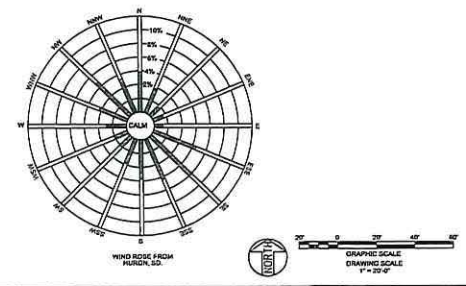 N
NNW
NNE
NW
NE
10%
8%
6%
4%
2%
WNW
ENE
W
CALM
E
WSW
ESE
SW
SE
SSW
SSE
S
WIND ROSE FROM
HURON, SD.
NORTH
20' 0 20' 40' 60'
GRAPHIC SCALE
DRAWING SCALE
1" = 20'-0"